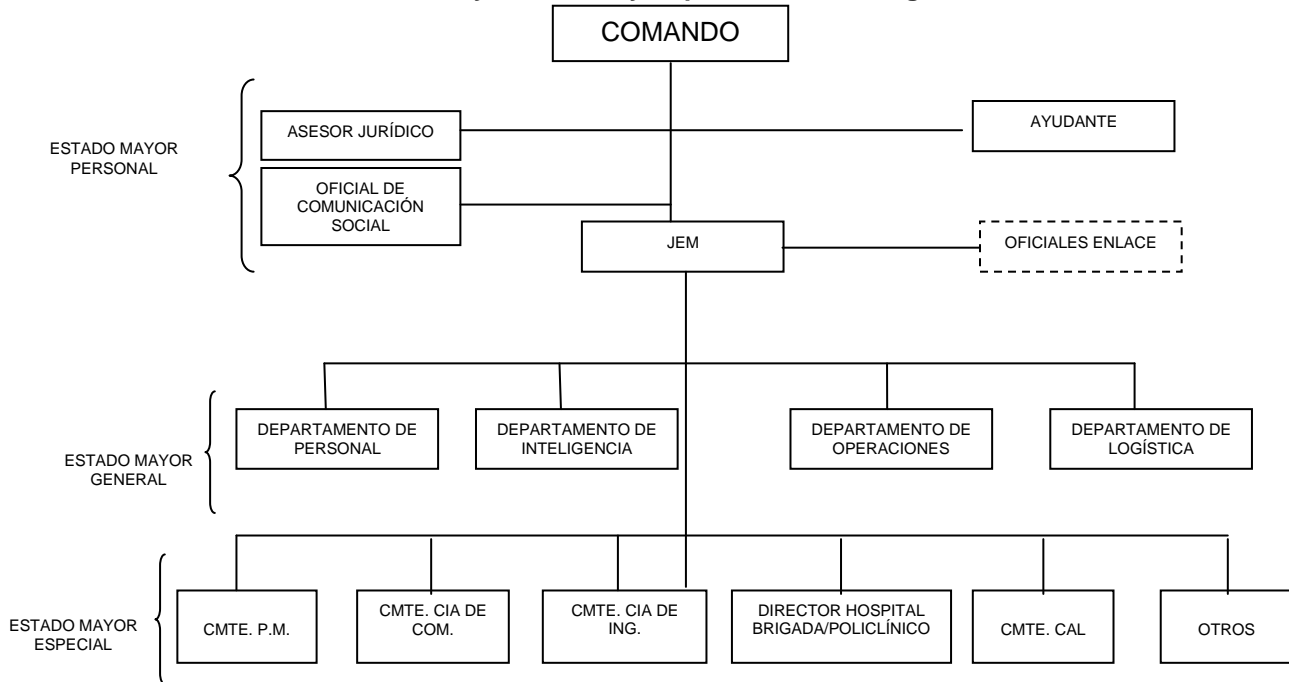 COMANDO
ESTADO MAYOR
PERSONAL
ASESOR JURÍDICO
AYUDANTE
OFICIAL DE
COMUNICACIÓN
SOCIAL
JEM
OFICIALES ENLACE
ESTADO MAYOR
GENERAL
DEPARTAMENTO DE
PERSONAL
DEPARTAMENTO DE
INTELIGENCIA
DEPARTAMENTO DE
OPERACIONES
DEPARTAMENTO DE
LOGÍSTICA
ESTADO MAYOR
ESPECIAL
CMTE. P.M.
CMTE. CIA DE
COM.
CMTE. CIA DE
ING.
DIRECTOR HOSPITAL
BRIGADA/POLICLÍNICO
CMTE. CAL
OTROS